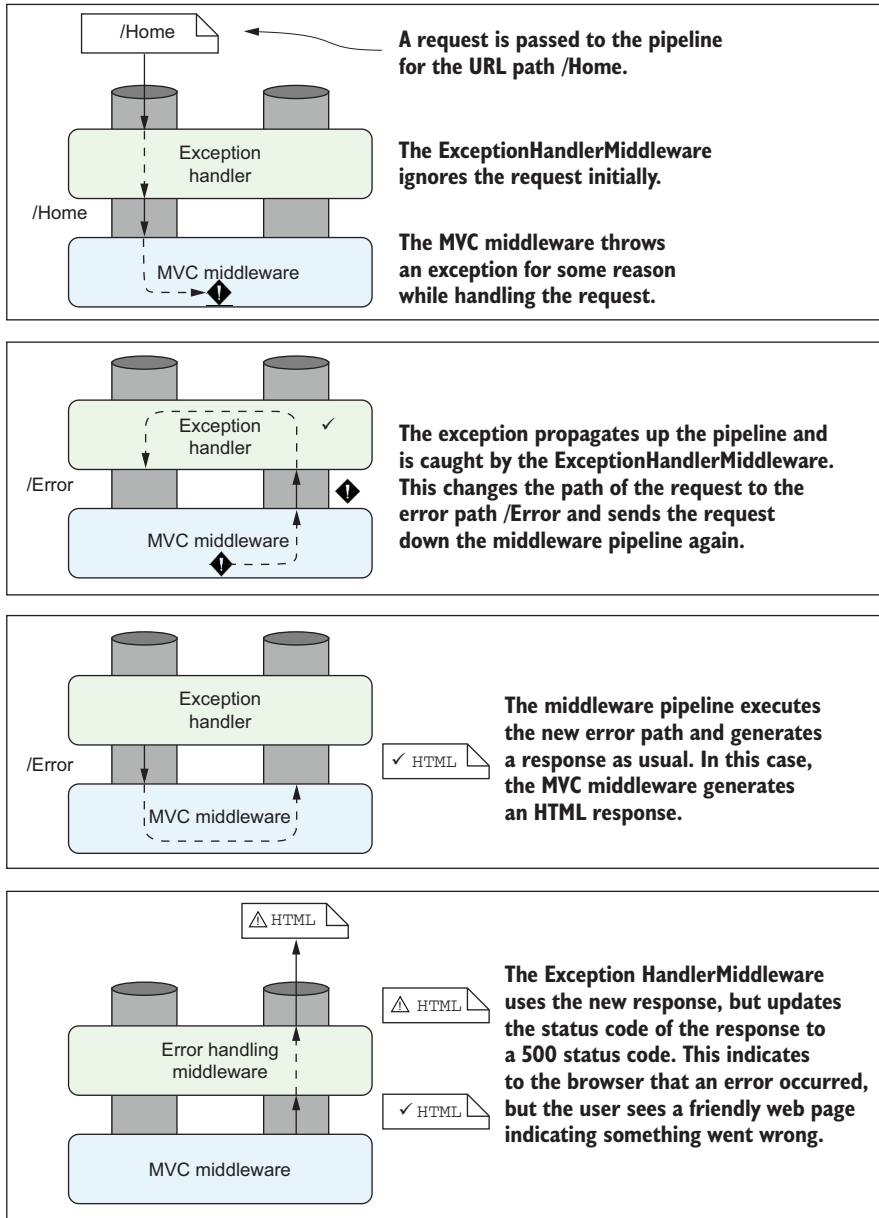 /Home
A request is passed to the pipeline
for the URL path /Home.
Exception
handler
The ExceptionHandlerMiddleware
ignores the request initially.
/Home
MVC middleware
The MVC middleware throws
an exception for some reason
while handling the request.
Exception
handler
/Error
MVC middleware
The exception propagates up the pipeline and
is caught by the ExceptionHandlerMiddleware.
This changes the path of the request to the
error path /Error and sends the request
down the middleware pipeline again.
Exception
handler
/Error
MVC middleware
✓ HTML
The middleware pipeline executes
the new error path and generates
a response as usual. In this case,
the MVC middleware generates
an HTML response.
⚠ HTML
Error handling
middleware
MVC middleware
⚠ HTML
✓ HTML
The Exception HandlerMiddleware
uses the new response, but updates
the status code of the response to
a 500 status code. This indicates
to the browser that an error occurred,
but the user sees a friendly web page
indicating something went wrong.